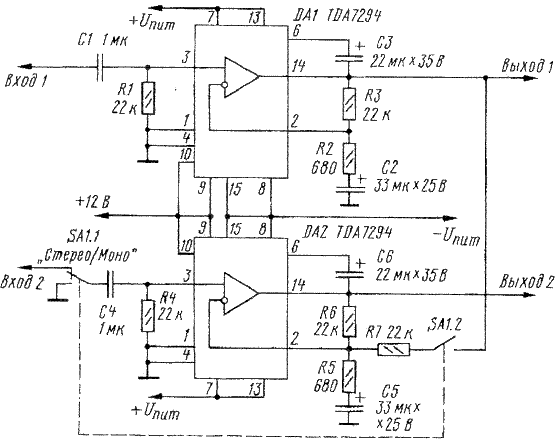 +Uпит
7
13
DA1 TDA7294
6
C1 1 мк
C3
22 мк×35 В
3
14
Вход 1
Выход 1
R1
22 к
R3
22 к
1
2
4
R2
680
10
C2
33 мк×25 В
9
15
8
+12 В
−Uпит
SA1.1
„Стерео/Моно"
9
15
8
DA2 TDA7294
10
6
C6
22 мк×35 В
3
14
Вход 2
Выход 2
C4
1 мк
R4
22 к
R6
22 к
R7 22 к
SA1.2
1
2
4
R5
680
7
13
C5
33 мк×
×25 В
+Uпит